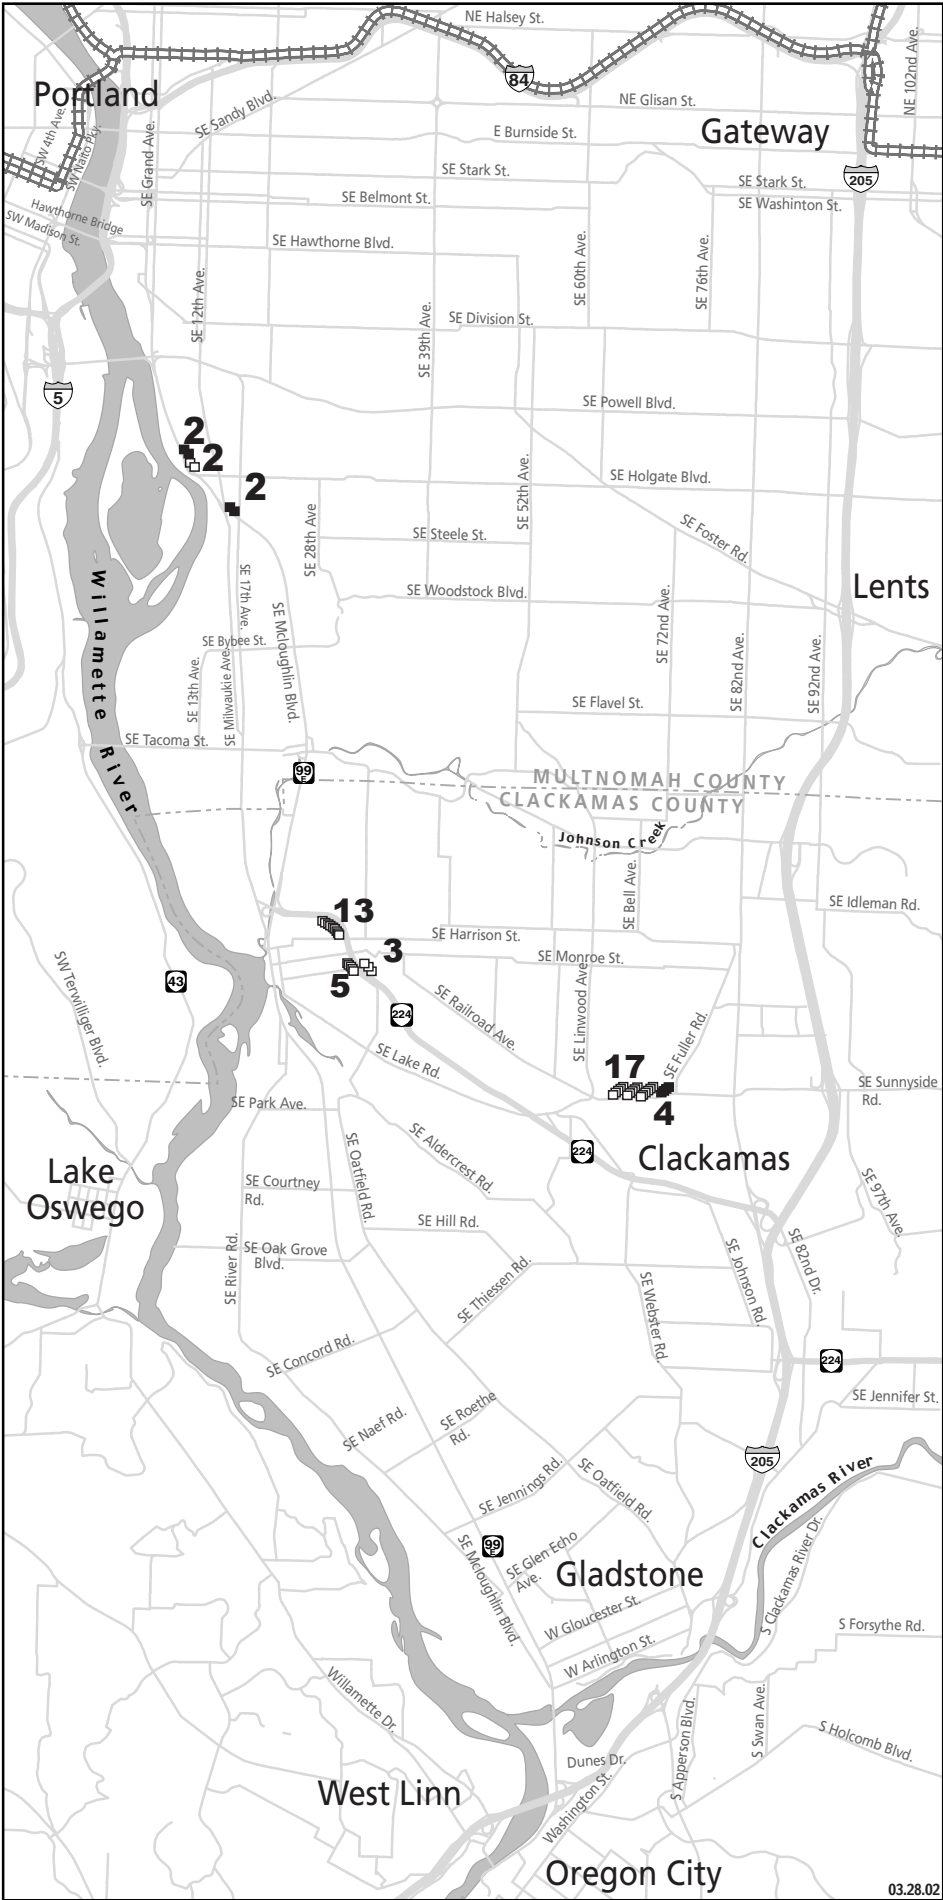 NE Halsey St.
NE 102nd Ave.
84
Portland
NE Glisan St.
SE Sandy Blvd.
E Burnside St.
Gateway
SW 4th Ave.
SW Naito Pky.
SE Grand Ave.
SE Stark St.
SE Stark St.
205
SE Belmont St.
SE Washinton St.
Hawthorne Bridge
SW Madison St.
SE Hawthorne Blvd.
SE 60th Ave.
SE 76th Ave.
SE 12th Ave.
SE 39th Ave.
SE Division St.
5
SE Powell Blvd.
2
2
2
SE Holgate Blvd.
SE 52th Ave.
SE 28th Ave
SE Steele St.
SE Foster Rd.
Willamette River
SE 17th Ave.
SE Woodstock Blvd.
Lents
SE Mcloughlin Blvd.
SE 72nd Ave.
SE Bybee St.
SE 13th Ave.
SE Milwaukie Ave.
SE 82nd Ave.
SE 92nd Ave.
SE Flavel St.
SE Tacoma St.
99
E
MULTNOMAH COUNTY
CLACKAMAS COUNTY
Johnson Creek
SE Bell Ave.
SE Idleman Rd.
13
SE Harrison St.
3
SE Monroe St.
5
43
SW Terwilliger Blvd.
224
SE Railroad Ave.
SE Linwood Ave.
SE Fuller Rd.
SE Lake Rd.
17
4
SE Sunnyside
Rd.
SE Park Ave.
SE Aldercrest Rd.
SE Oatfield Rd.
224
Clackamas
Lake
Oswego
SE Courtney
Rd.
SE 97th Ave.
SE Hill Rd.
SE River Rd.
SE Oak Grove
Blvd.
SE Thiessen Rd.
SE Webster Rd.
SE Johnson Rd.
SE 82nd Dr.
SE Concord Rd.
224
SE Jennifer St.
SE Naef Rd.
SE Roethe
Rd.
205
SE Jennings Rd.
SE Oatfield Rd.
Clackamas River
99
E
SE Mcloughlin Blvd.
SE Glen Echo
Ave.
Gladstone
S Clackamas River Dr.
W Gloucester St.
S Forsythe Rd.
W Arlington St.
Willamette Dr.
S Apperson Blvd.
S Swan Ave.
S Holcomb Blvd.
Dunes Dr.
West Linn
Washington St.
Oregon City
03.28.02